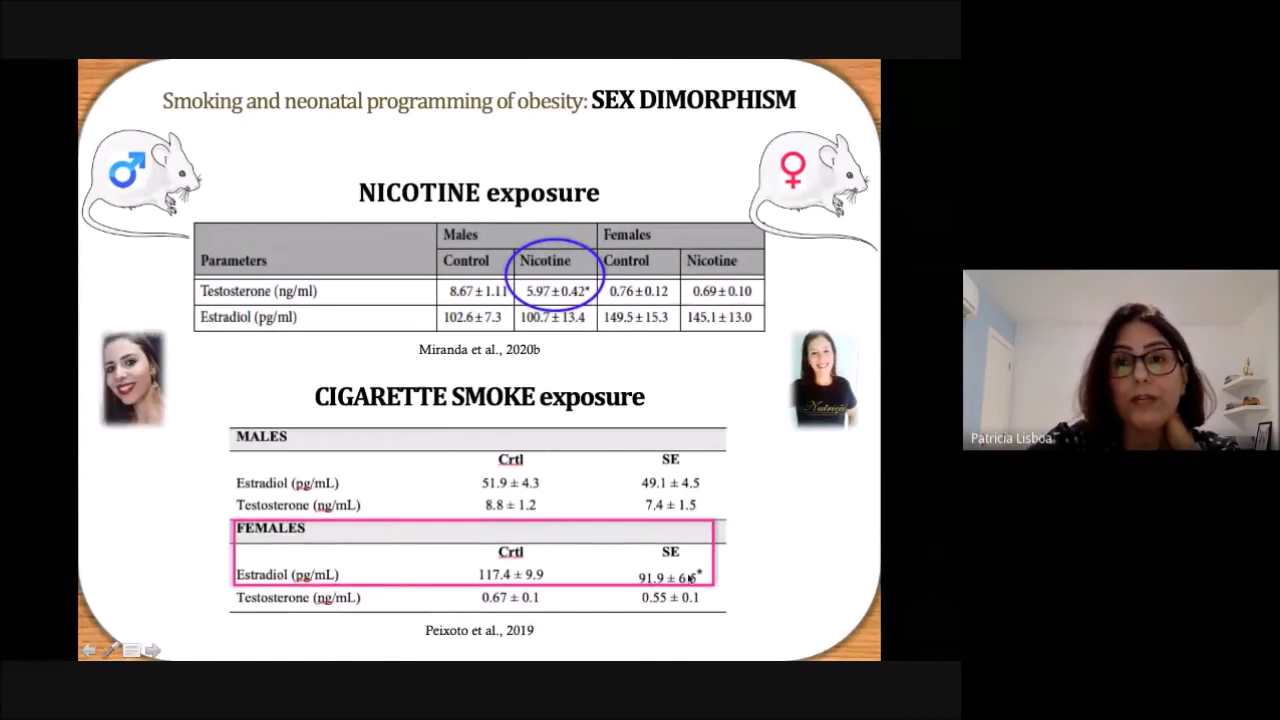 Smoking and neonatal programming of obesity: SEX DIMORPHISM
NICOTINE exposure
Males Females
Parameters Control Nicotine Control Nicotine
Testosterone (ng/ml) 8.67 ± 1.11 5.97 ± 0.42* 0.76 ± 0.12 0.69 ± 0.10
Estradiol (pg/ml) 102.6 ± 7.3 100.7 ± 13.4 149.5 ± 15.3 145.1 ± 13.0
Miranda et al., 2020b
CIGARETTE SMOKE exposure
Nutrição
MALES
Crtl SE
Estradiol (pg/mL) 51.9 ± 4.3 49.1 ± 4.5
Testosterone (ng/mL) 8.8 ± 1.2 7.4 ± 1.5
FEMALES
Crtl SE
Estradiol (pg/mL) 117.4 ± 9.9 91.9 ±
Testosterone (ng/mL) 0.67 ± 0.1 0.55 ± 0.1
Peixoto et al., 2019
Patricia Lisboa